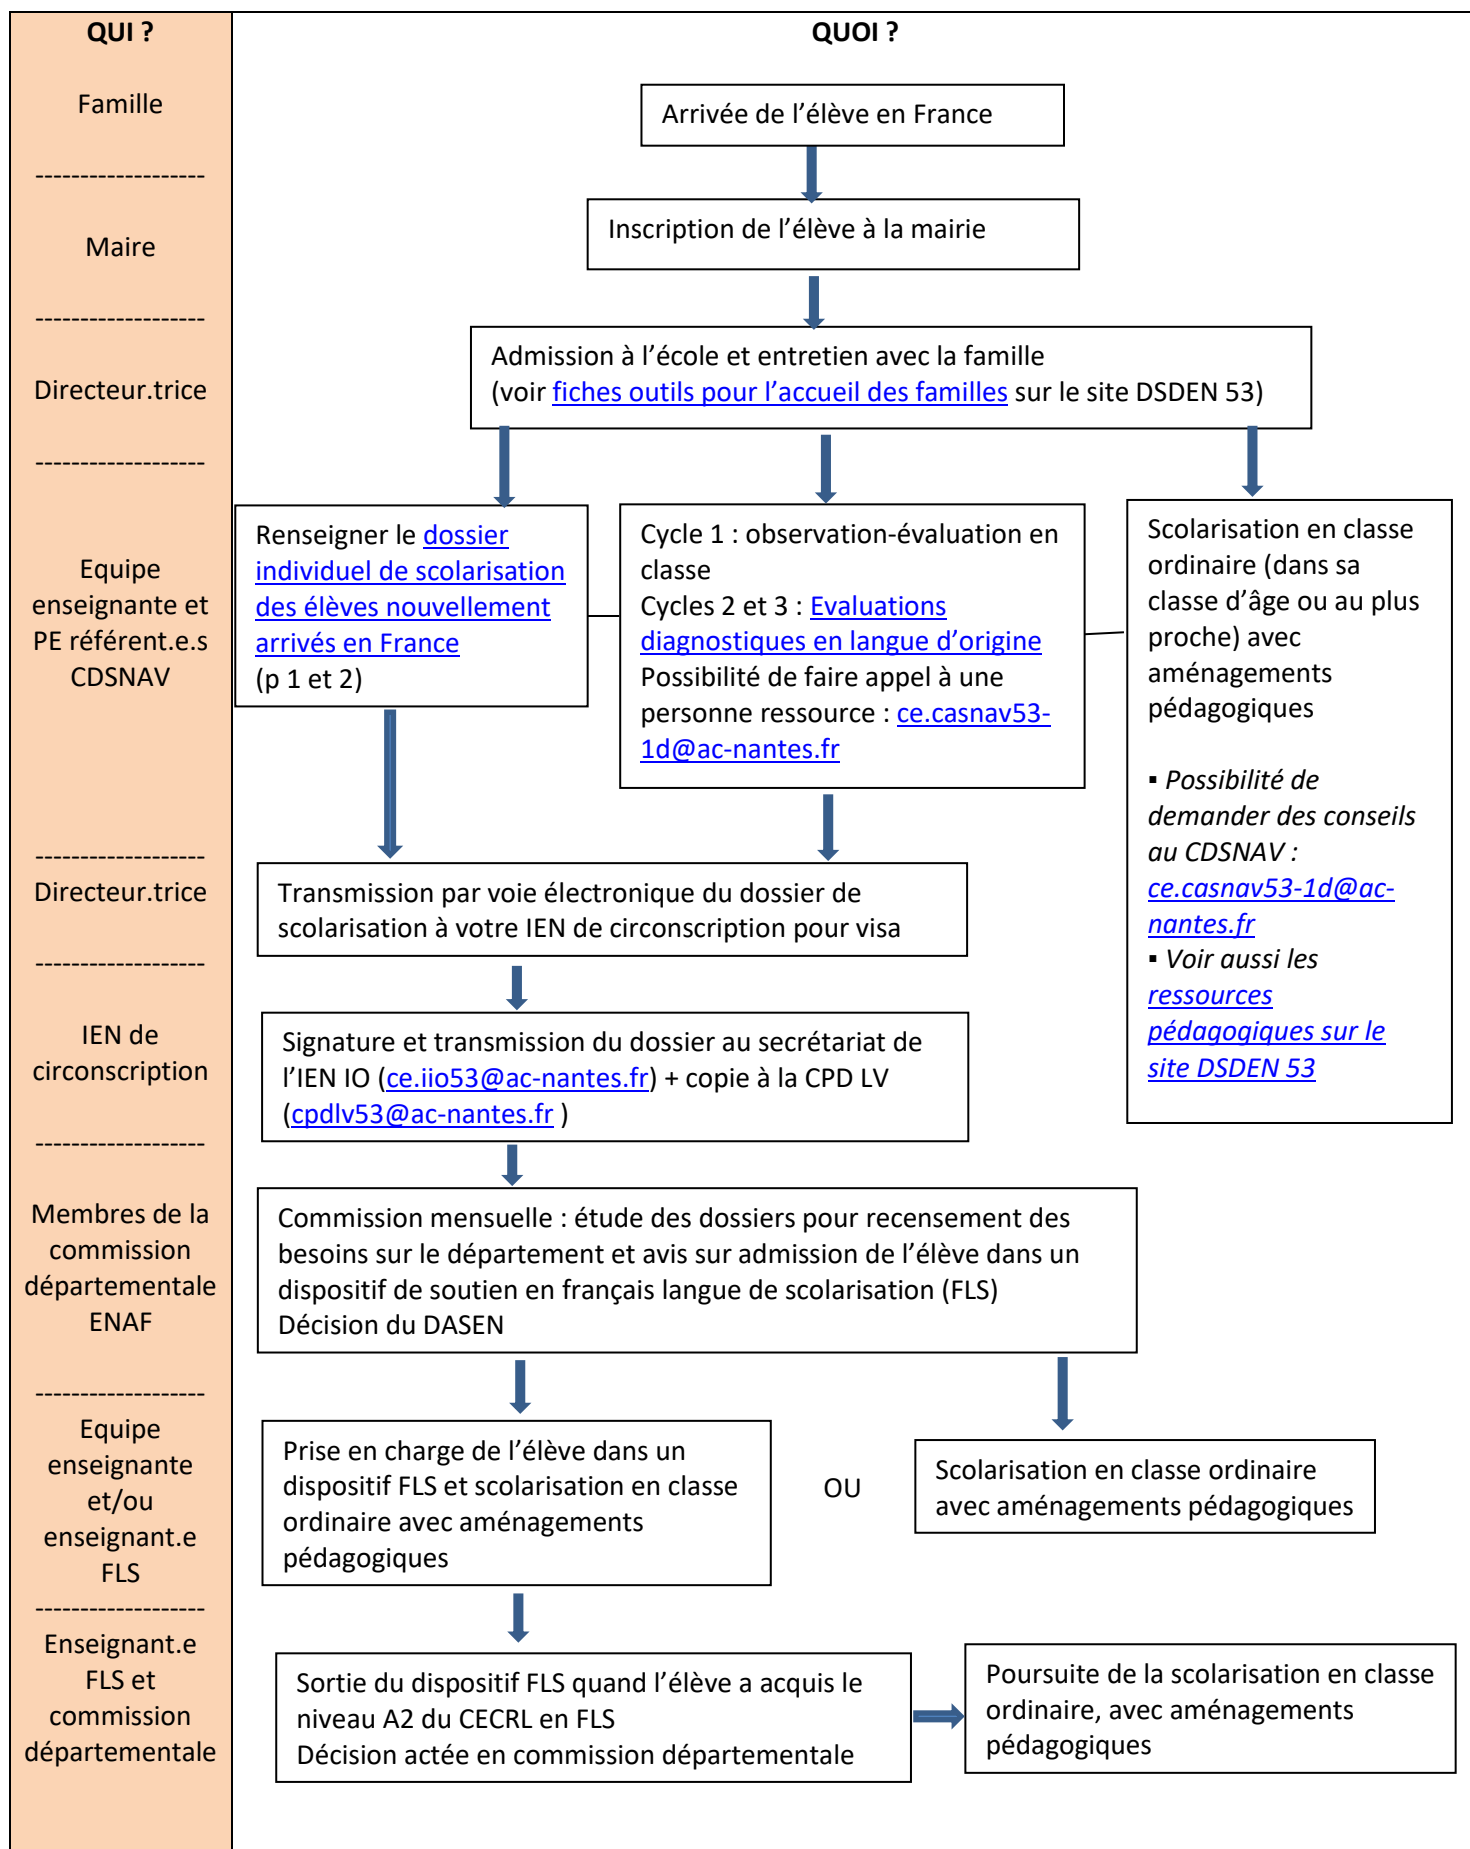 QUI ?
QUOI ?
Famille
Arrivée de l’élève en France
-------------------
Maire
Inscription de l’élève à la mairie
-------------------
Directeur.trice
Admission à l’école et entretien avec la famille
(voir fiches outils pour l’accueil des familles sur le site DSDEN 53)
-------------------
Equipe
enseignante et
PE référent.e.s
CDSNAV
Renseigner le dossier
individuel de scolarisation
des élèves nouvellement
arrivés en France
(p 1 et 2)
Cycle 1 : observation-évaluation en
classe
Cycles 2 et 3 : Evaluations
diagnostiques en langue d’origine
Possibilité de faire appel à une
personne ressource : ce.casnav53-
1d@ac-nantes.fr
Scolarisation en classe
ordinaire (dans sa
classe d’âge ou au plus
proche) avec
aménagements
pédagogiques
▪ Possibilité de
demander des conseils
au CDSNAV :
ce.casnav53-1d@ac-
nantes.fr
▪ Voir aussi les
ressources
pédagogiques sur le
site DSDEN 53
-------------------
Directeur.trice
Transmission par voie électronique du dossier de
scolarisation à votre IEN de circonscription pour visa
-------------------
IEN de
circonscription
Signature et transmission du dossier au secrétariat de
l’IEN IO (ce.iio53@ac-nantes.fr) + copie à la CPD LV
(cpdlv53@ac-nantes.fr )
-------------------
Membres de la
commission
départementale
ENAF
Commission mensuelle : étude des dossiers pour recensement des
besoins sur le département et avis sur admission de l’élève dans un
dispositif de soutien en français langue de scolarisation (FLS)
Décision du DASEN
-------------------
Equipe
enseignante
et/ou
enseignant.e
FLS
Prise en charge de l’élève dans un
dispositif FLS et scolarisation en classe
ordinaire avec aménagements
pédagogiques
OU
Scolarisation en classe ordinaire
avec aménagements pédagogiques
-------------------
Enseignant.e
FLS et
commission
départementale
Sortie du dispositif FLS quand l’élève a acquis le
niveau A2 du CECRL en FLS
Décision actée en commission départementale
Poursuite de la scolarisation en classe
ordinaire, avec aménagements
pédagogiques